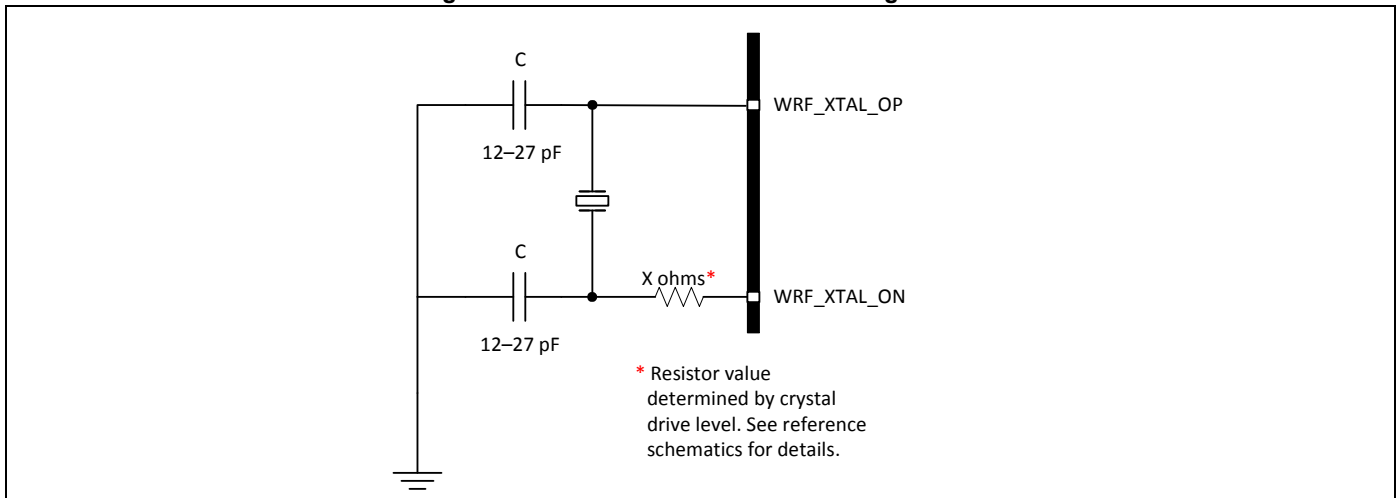 C
WRF_XTAL_OP
12–27 pF
C
X ohms*
WRF_XTAL_ON
12–27 pF
* Resistor value
determined by crystal
drive level. See reference
schematics for details.